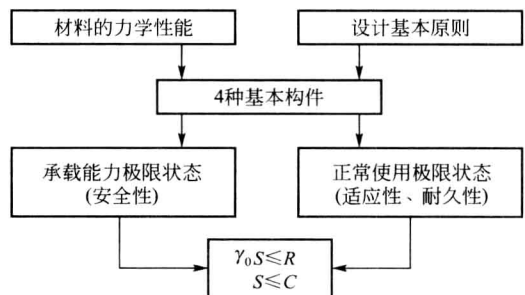 材料的力学性能
设计基本原则
4种基本构件
承载能力极限状态
(安全性)
正常使用极限状态
(适应性、耐久性)
γ₀S≤R
S≤C